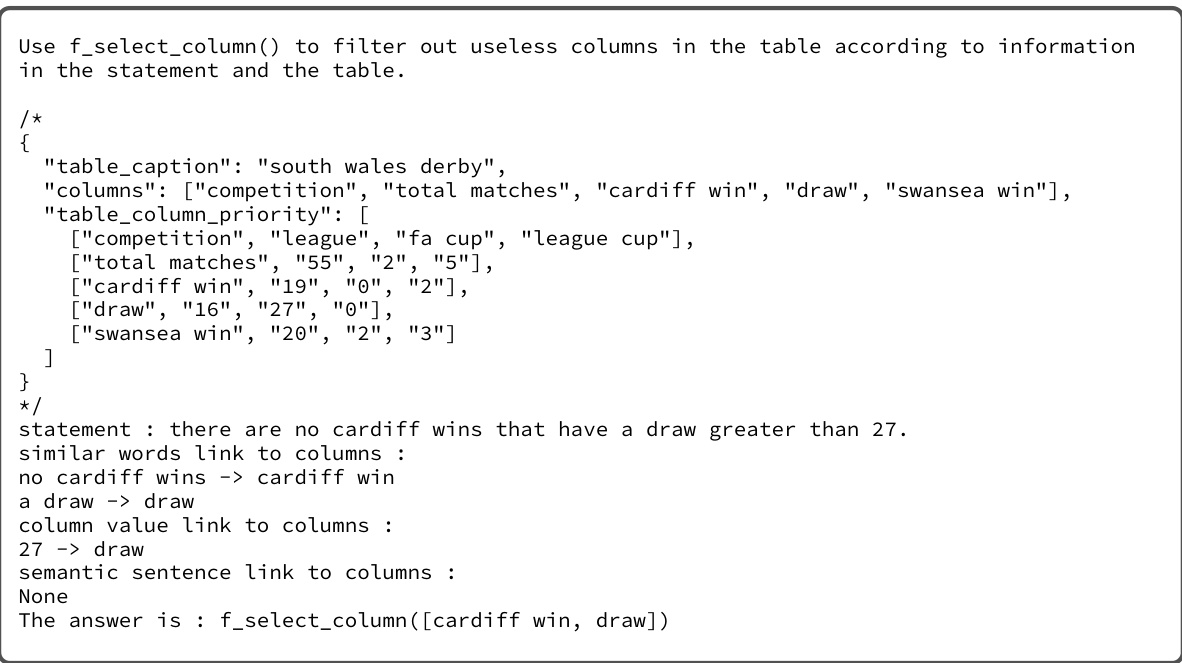 Use f_select_column() to filter out useless columns in the table according to information
in the statement and the table.

/*
{
  "table_caption": "south wales derby",
  "columns": ["competition", "total matches", "cardiff win", "draw", "swansea win"],
  "table_column_priority": [
    ["competition", "league", "fa cup", "league cup"],
    ["total matches", "55", "2", "5"],
    ["cardiff win", "19", "0", "2"],
    ["draw", "16", "27", "0"],
    ["swansea win", "20", "2", "3"]
  ]
}
*/
statement : there are no cardiff wins that have a draw greater than 27.
similar words link to columns :
no cardiff wins -> cardiff win
a draw -> draw
column value link to columns :
27 -> draw
semantic sentence link to columns :
None
The answer is : f_select_column([cardiff win, draw])